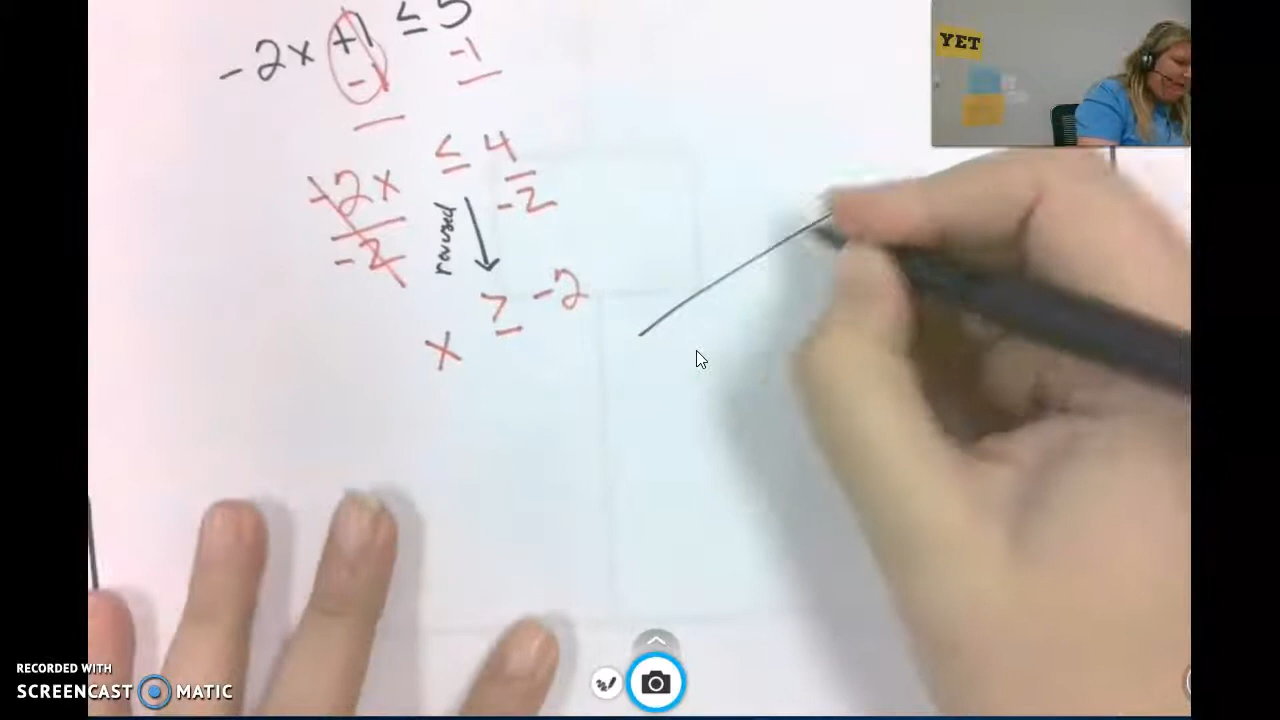 -2x +1 ≤ 5
-1 -1
-2x ≤ 4
-2 -2
reversed
x ≥ -2
YET
RECORDED WITH
SCREENCAST MATIC